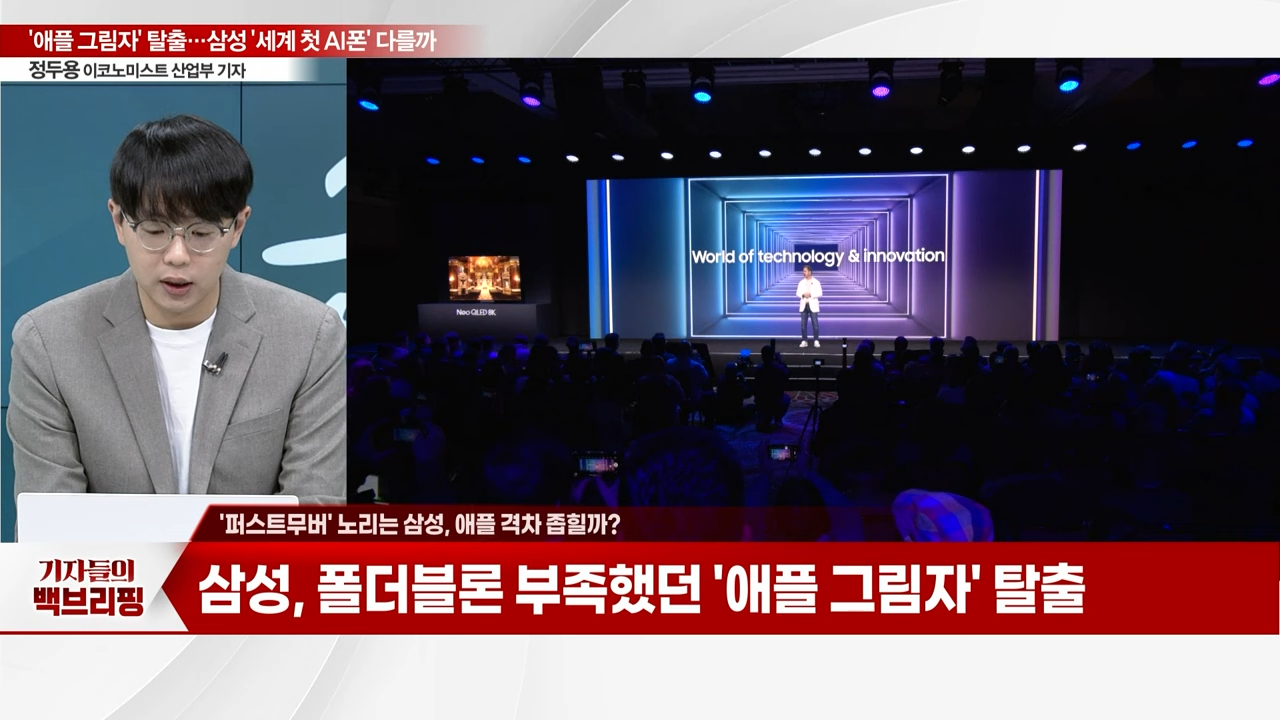 '애플 그림자' 탈출…삼성 '세계 첫 AI폰' 다를까
정두용 이코노미스트 산업부 기자
World of technology & innovation
Neo QLED 8K
'퍼스트무버' 노리는 삼성, 애플 격차 좁힐까?
기자들의
백브리핑
삼성, 폴더블론 부족했던 '애플 그림자' 탈출